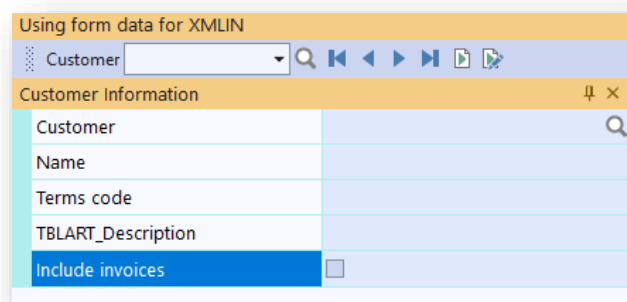 Using form data for XMLIN
Customer
Customer Information
Customer
Name
Terms code
TBLART_Description
Include invoices